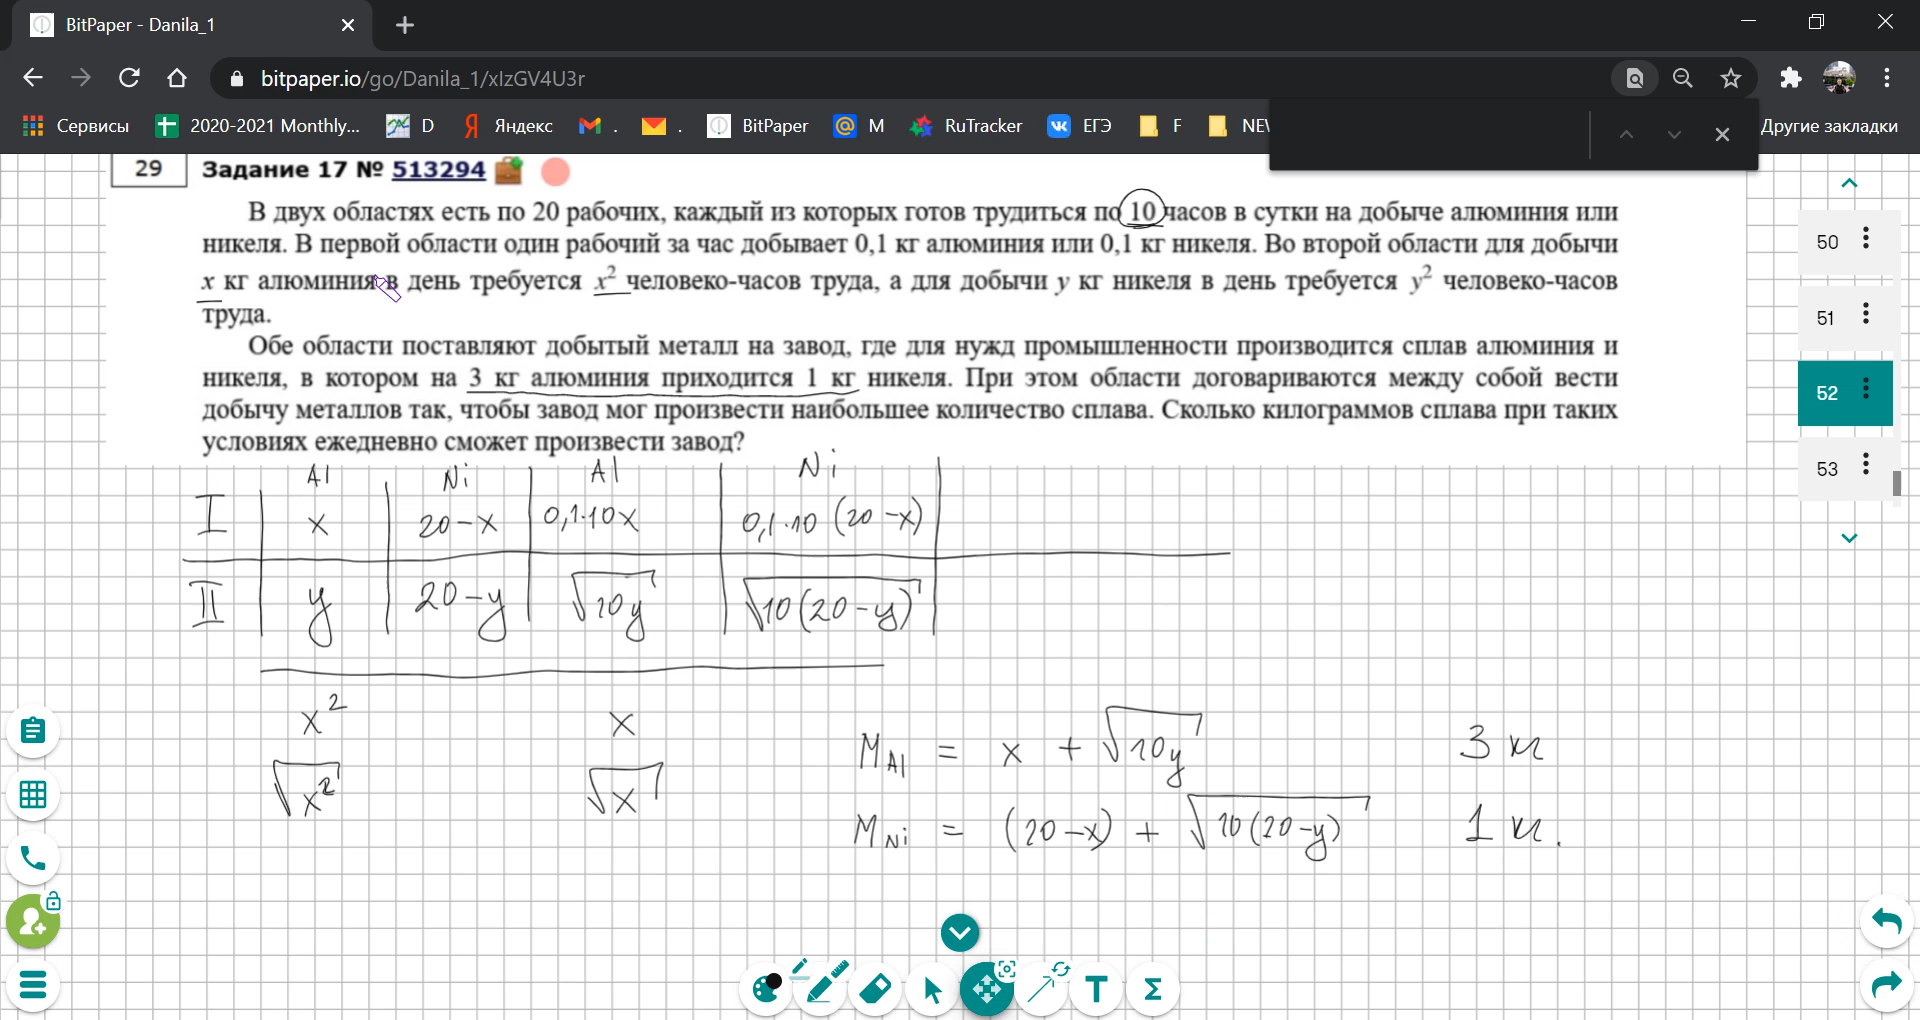 BitPaper - Danila_1
bitpaper.io/go/Danila_1/xIzGV4U3r
Сервисы 2020-2021 Monthly... D Яндекс . . BitPaper М RuTracker ЕГЭ F NEW Другие закладки
29 Задание 17 № 513294
В двух областях есть по 20 рабочих, каждый из которых готов трудиться по 10 часов в сутки на добыче алюминия или
никеля. В первой области один рабочий за час добывает 0,1 кг алюминия или 0,1 кг никеля. Во второй области для добычи
x кг алюминия в день требуется x² человеко-часов труда, а для добычи y кг никеля в день требуется y² человеко-часов
труда.
Обе области поставляют добытый металл на завод, где для нужд промышленности производится сплав алюминия и
никеля, в котором на 3 кг алюминия приходится 1 кг никеля. При этом области договариваются между собой вести
добычу металлов так, чтобы завод мог произвести наибольшее количество сплава. Сколько килограммов сплава при таких
условиях ежедневно сможет произвести завод?
Al Ni Al Ni
I x 20-x 0,1·10x 0,1·10(20-x)
II y 20-y √10y √10(20-y)
x² x
√x² √x
M Al = x + √10y 3 кг
M Ni = (20-x) + √10(20-y) 1 кг.
50
51
52
53
T Σ